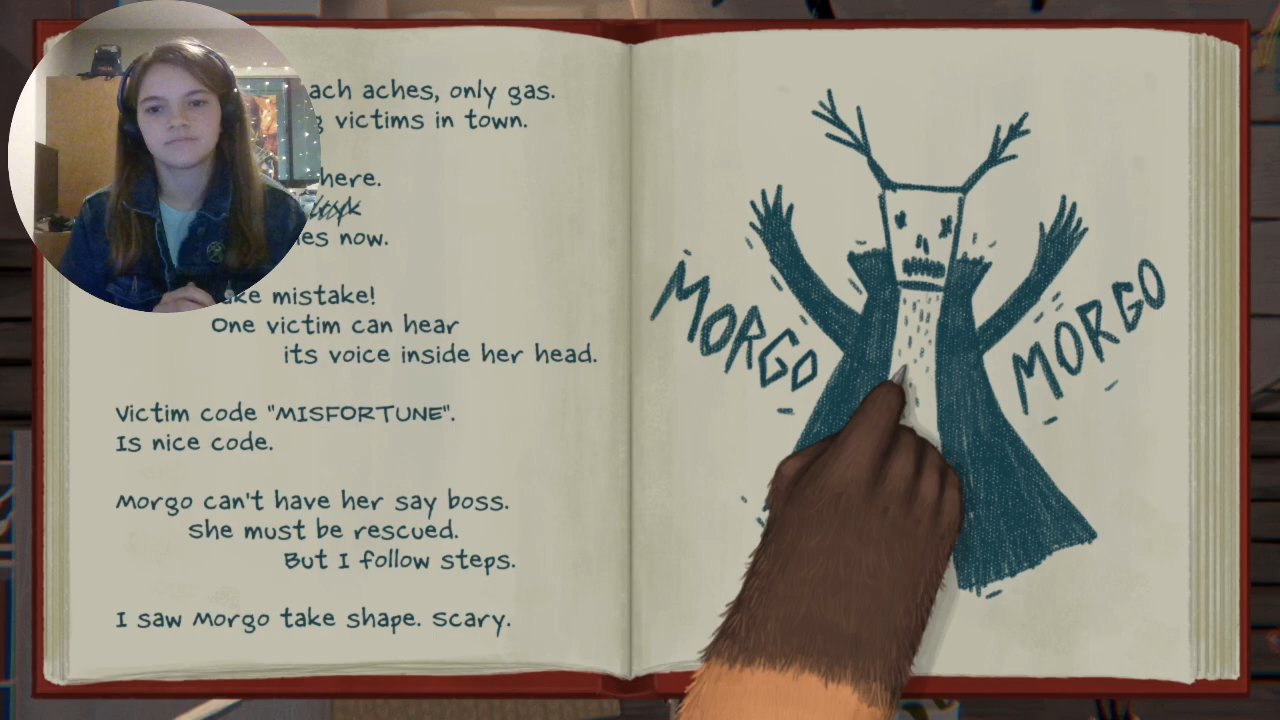 ach aches, only gas.
victims in town.
here.
es now.
ke mistake!
One victim can hear
its voice inside her head.
Victim code "MISFORTUNE".
Is nice code.
Morgo can't have her say boss.
She must be rescued.
But I follow steps.
I saw Morgo take shape. Scary.
MORGO
MORGO